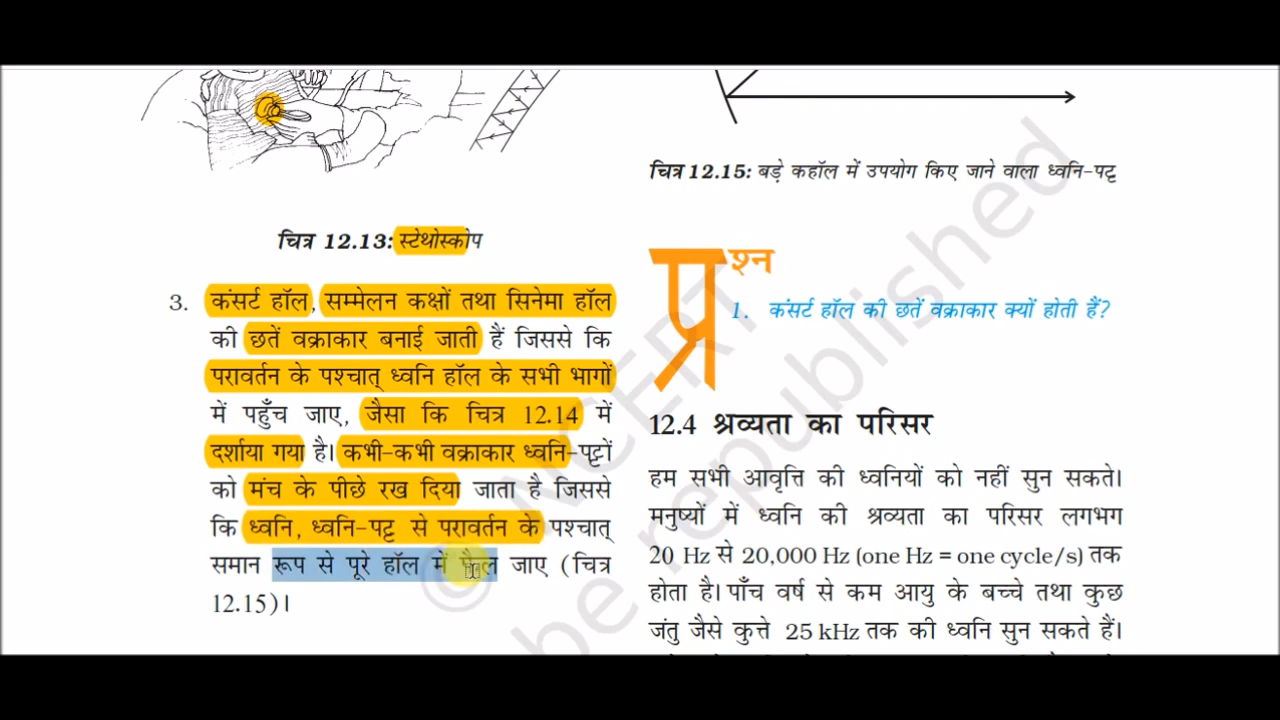 चित्र 12.13: स्टेथोस्कोप
3. कंसर्ट हॉल, सम्मेलन कक्षों तथा सिनेमा हॉल
की छतें वक्राकार बनाई जाती हैं जिससे कि
परावर्तन के पश्चात् ध्वनि हॉल के सभी भागों
में पहुँच जाए, जैसा कि चित्र 12.14 में
दर्शाया गया है। कभी-कभी वक्राकार ध्वनि-पट्टों
को मंच के पीछे रख दिया जाता है जिससे
कि ध्वनि, ध्वनि-पट्ट से परावर्तन के पश्चात्
समान रूप से पूरे हॉल में फैल जाए (चित्र
12.15)।
चित्र 12.15: बड़े कहॉल में उपयोग किए जाने वाला ध्वनि-पट्ट
प्रश्न
1. कंसर्ट हॉल की छतें वक्राकार क्यों होती हैं?
12.4 श्रव्यता का परिसर
हम सभी आवृत्ति की ध्वनियों को नहीं सुन सकते।
मनुष्यों में ध्वनि की श्रव्यता का परिसर लगभग
20 Hz से 20,000 Hz (one Hz = one cycle/s) तक
होता है। पाँच वर्ष से कम आयु के बच्चे तथा कुछ
जंतु जैसे कुत्ते 25 kHz तक की ध्वनि सुन सकते हैं।
© NCERT
be republished